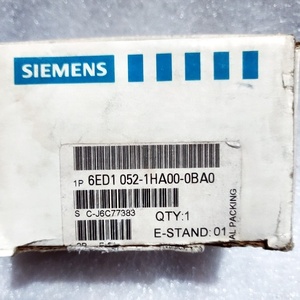 SIEMENS
1P 6ED1 052-1HA00-0BA0
S C-J6C77383
QTY:1
E-STAND: 01
AL PACKING